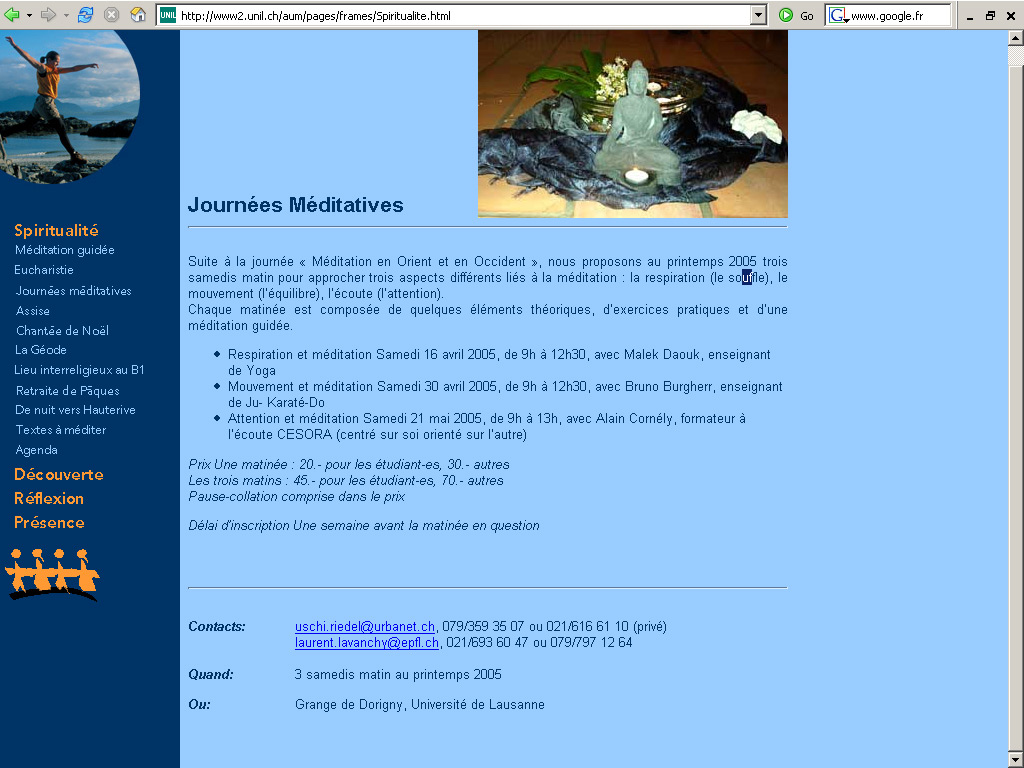 UNIL http://www2.unil.ch/aum/pages/frames/Spiritualite.html Go G www.google.fr
Journées Méditatives
Spiritualité
Méditation guidée
Eucharistie
Journées méditatives
Assise
Chantée de Noël
La Géode
Lieu interreligieux au B1
Retraite de Pâques
De nuit vers Hauterive
Textes à méditer
Agenda
Découverte
Réflexion
Présence
Suite à la journée « Méditation en Orient et en Occident », nous proposons au printemps 2005 trois
samedis matin pour approcher trois aspects différents liés à la méditation : la respiration (le souffle), le
mouvement (l'équilibre), l'écoute (l'attention).
Chaque matinée est composée de quelques éléments théoriques, d'exercices pratiques et d'une
méditation guidée.
Respiration et méditation Samedi 16 avril 2005, de 9h à 12h30, avec Malek Daouk, enseignant
de Yoga
Mouvement et méditation Samedi 30 avril 2005, de 9h à 12h30, avec Bruno Burgherr, enseignant
de Ju- Karaté-Do
Attention et méditation Samedi 21 mai 2005, de 9h à 13h, avec Alain Cornély, formateur à
l'écoute CESORA (centré sur soi orienté sur l'autre)
Prix Une matinée : 20.- pour les étudiant-es, 30.- autres
Les trois matins : 45.- pour les étudiant-es, 70.- autres
Pause-collation comprise dans le prix
Délai d'inscription Une semaine avant la matinée en question
Contacts: uschi.riedel@urbanet.ch, 079/359 35 07 ou 021/616 61 10 (privé)
laurent.lavanchy@epfl.ch, 021/693 60 47 ou 079/797 12 64
Quand: 3 samedis matin au printemps 2005
Ou: Grange de Dorigny, Université de Lausanne